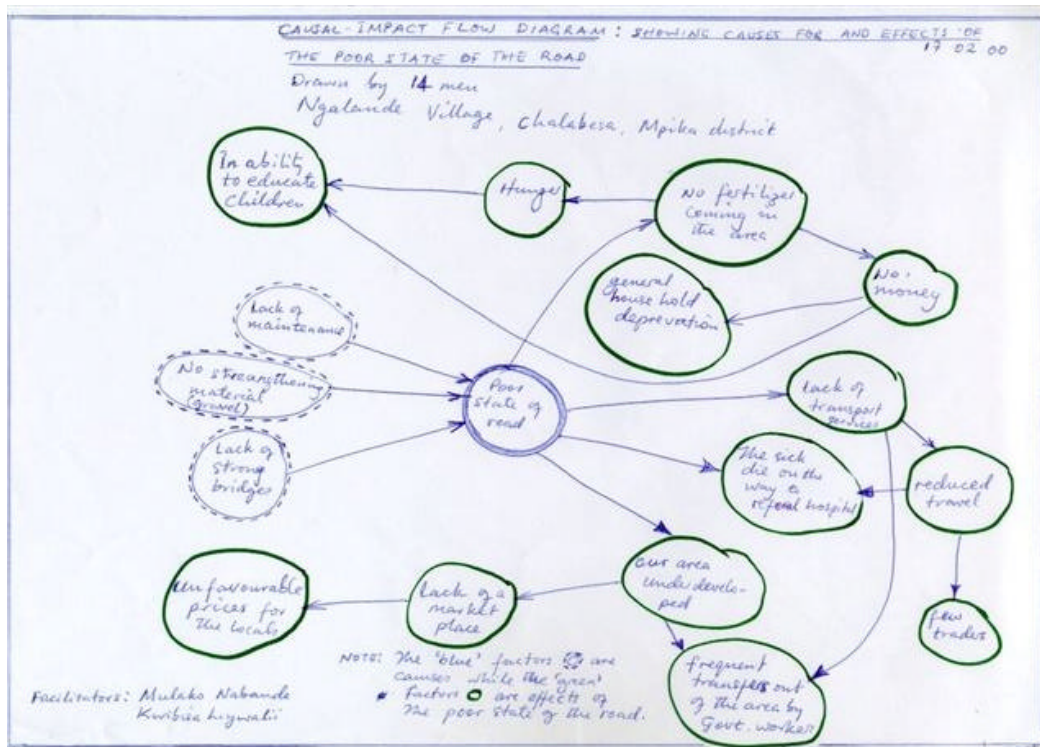 CAUSAL-IMPACT FLOW DIAGRAM: SHOWING CAUSES FOR AND EFFECTS OF
17 02 00
THE POOR STATE OF THE ROAD
Drawn by 14 men
Ngalande Village, Chalabesa, Mpika district
In ability
to educate
children
Hunger
No fertilizer
coming in
the area
No
money
general
house hold
deprevation
Lack of
maintenance
No streangthening
material
(gravel)
Lack of
strong
bridges
Poor
state of
road
Lack of
transport
services
The sick
die on the
way to
referal hospital
reduced
travel
few
trades
our area
under develo-
ped
Lack of a
market
place
Unfavourable
prices for
the locals
frequent
transfers out
of the area by
Govt. worker
NOTE: The 'blue' factors are
causes while the 'green'
Factors are effects of
the poor state of the road.
Facilitators: Mulako Nabanda